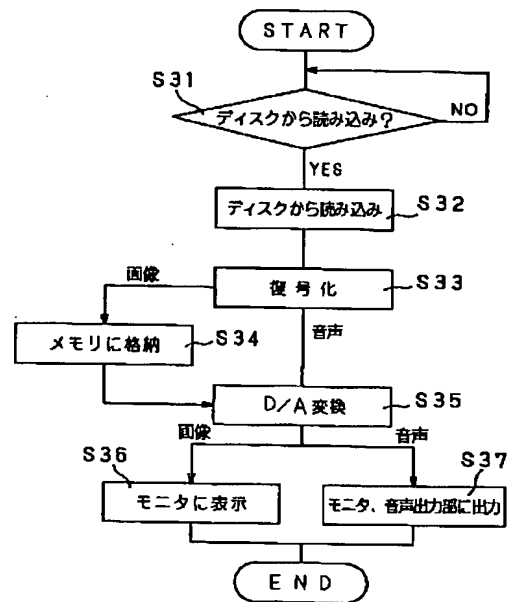 START
S31
ディスクから読み込み?
NO
YES
ディスクから読み込み
S32
画像
復号化
S33
メモリに格納
S34
音声
D/A変換
S35
画像
音声
S36
S37
モニタに表示
モニタ、音声出力部に出力
END